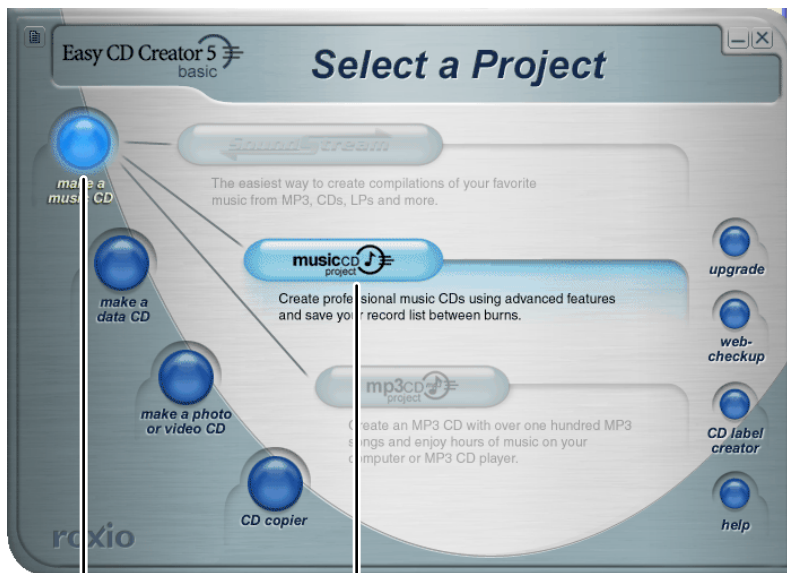 Easy CD Creator 5
basic
Select a Project
make a
music CD
SoundStream
The easiest way to create compilations of your favorite
music from MP3, CDs, LPs and more.
musicCD
project
Create professional music CDs using advanced features
and save your record list between burns.
make a
data CD
mp3CD
project
Create an MP3 CD with over one hundred MP3
songs and enjoy hours of music on your
computer or MP3 CD player.
make a photo
or video CD
CD copier
upgrade
web-
checkup
CD label
creator
help
roxio